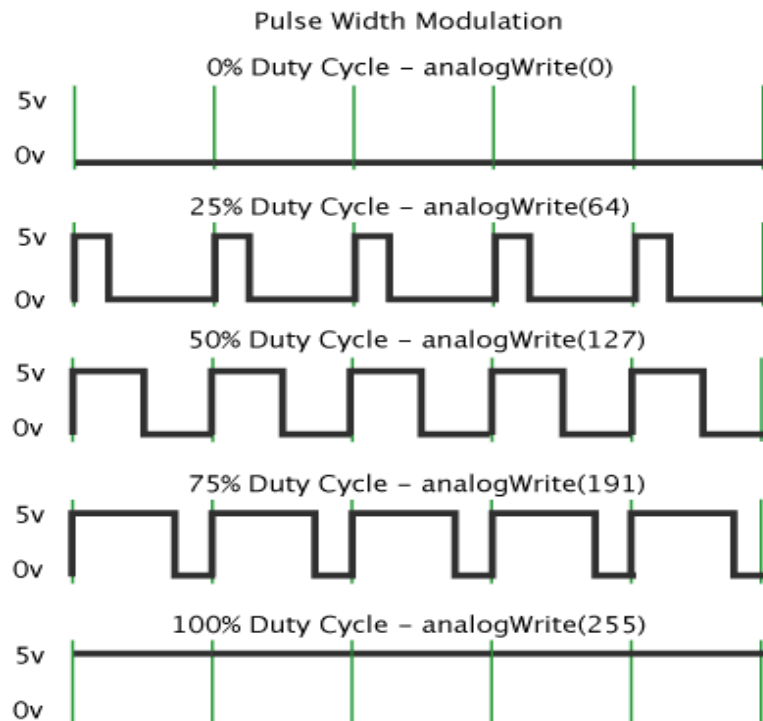 Pulse Width Modulation
0% Duty Cycle – analogWrite(0)
5v
0v
25% Duty Cycle – analogWrite(64)
5v
0v
50% Duty Cycle – analogWrite(127)
5v
0v
75% Duty Cycle – analogWrite(191)
5v
0v
100% Duty Cycle – analogWrite(255)
5v
0v